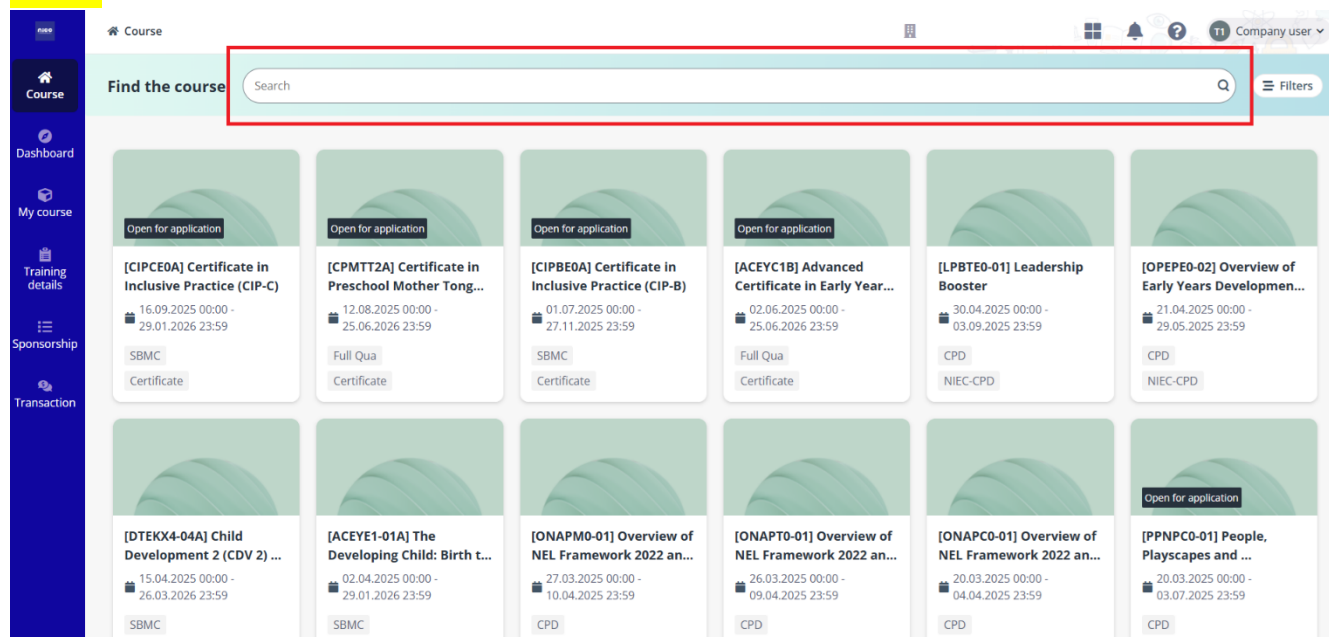 niec
Course
T1 Company user
Course
Find the course
Search
Filters
Dashboard
My course
Training
details
Sponsorship
Transaction
Open for application
[CIPCE0A] Certificate in
Inclusive Practice (CIP-C)
16.09.2025 00:00 -
29.01.2026 23:59
SBMC
Certificate
Open for application
[CPMTT2A] Certificate in
Preschool Mother Tong...
12.08.2025 00:00 -
25.06.2026 23:59
Full Qua
Certificate
Open for application
[CIPBE0A] Certificate in
Inclusive Practice (CIP-B)
01.07.2025 00:00 -
27.11.2025 23:59
SBMC
Certificate
Open for application
[ACEYC1B] Advanced
Certificate in Early Year...
02.06.2025 00:00 -
25.06.2026 23:59
Full Qua
Certificate
[LPBTE0-01] Leadership
Booster
30.04.2025 00:00 -
03.09.2025 23:59
CPD
NIEC-CPD
[OPEPE0-02] Overview of
Early Years Developmen...
21.04.2025 00:00 -
29.05.2025 23:59
CPD
NIEC-CPD
[DTEKX4-04A] Child
Development 2 (CDV 2) ...
15.04.2025 00:00 -
26.03.2026 23:59
SBMC
[ACEYE1-01A] The
Developing Child: Birth t...
02.04.2025 00:00 -
29.01.2026 23:59
SBMC
[ONAPM0-01] Overview of
NEL Framework 2022 an...
27.03.2025 00:00 -
10.04.2025 23:59
CPD
[ONAPT0-01] Overview of
NEL Framework 2022 an...
26.03.2025 00:00 -
09.04.2025 23:59
CPD
[ONAPC0-01] Overview of
NEL Framework 2022 an...
20.03.2025 00:00 -
04.04.2025 23:59
CPD
Open for application
[PPNPC0-01] People,
Playscapes and ...
20.03.2025 00:00 -
03.07.2025 23:59
CPD